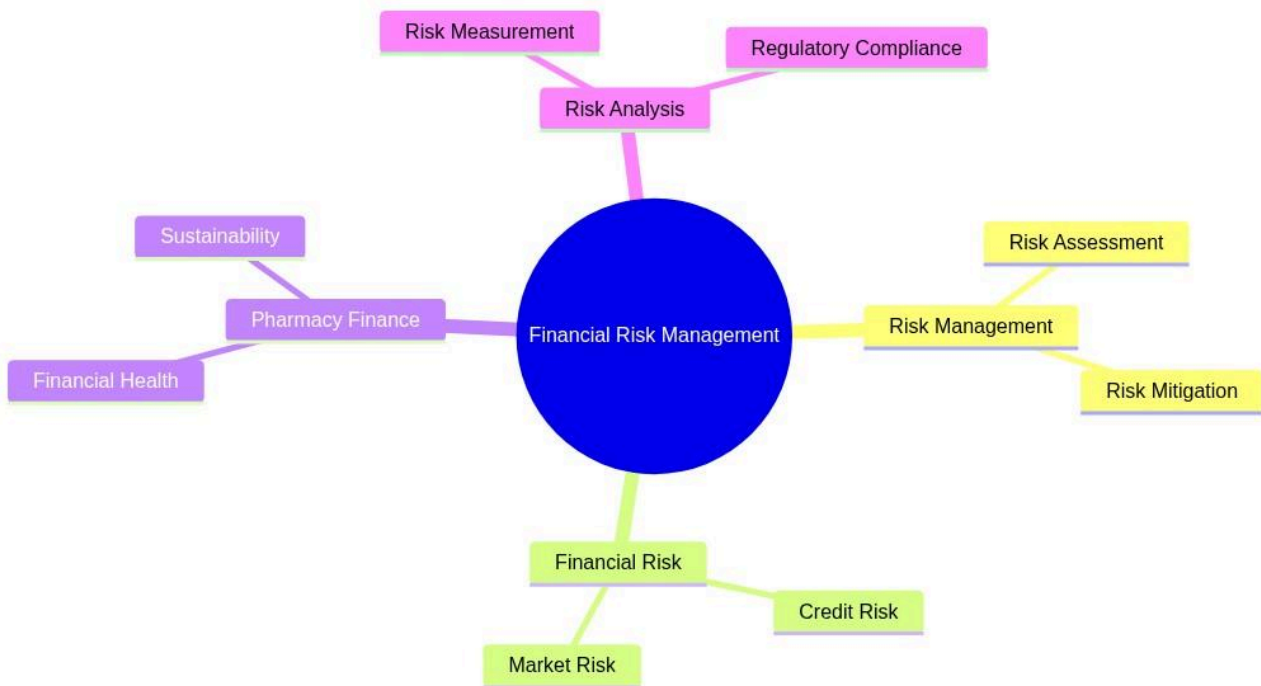 Risk Measurement
Regulatory Compliance
Risk Analysis
Sustainability
Risk Assessment
Pharmacy Finance
Financial Risk Management
Risk Management
Financial Health
Risk Mitigation
Financial Risk
Credit Risk
Market Risk